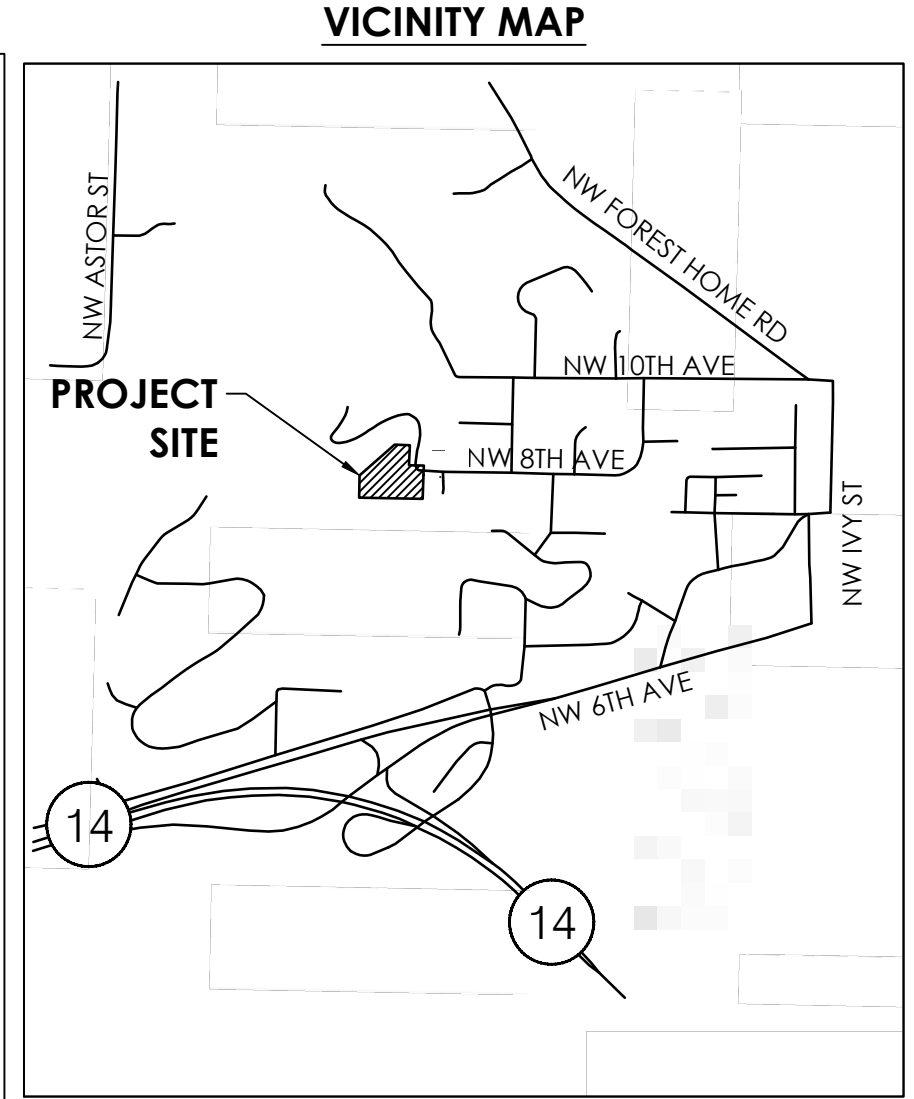 VICINITY MAP
NW ASTOR ST
NW FOREST HOME RD
NW 10TH AVE
PROJECT
SITE
NW 8TH AVE
NW IVY ST
NW 6TH AVE
14
14